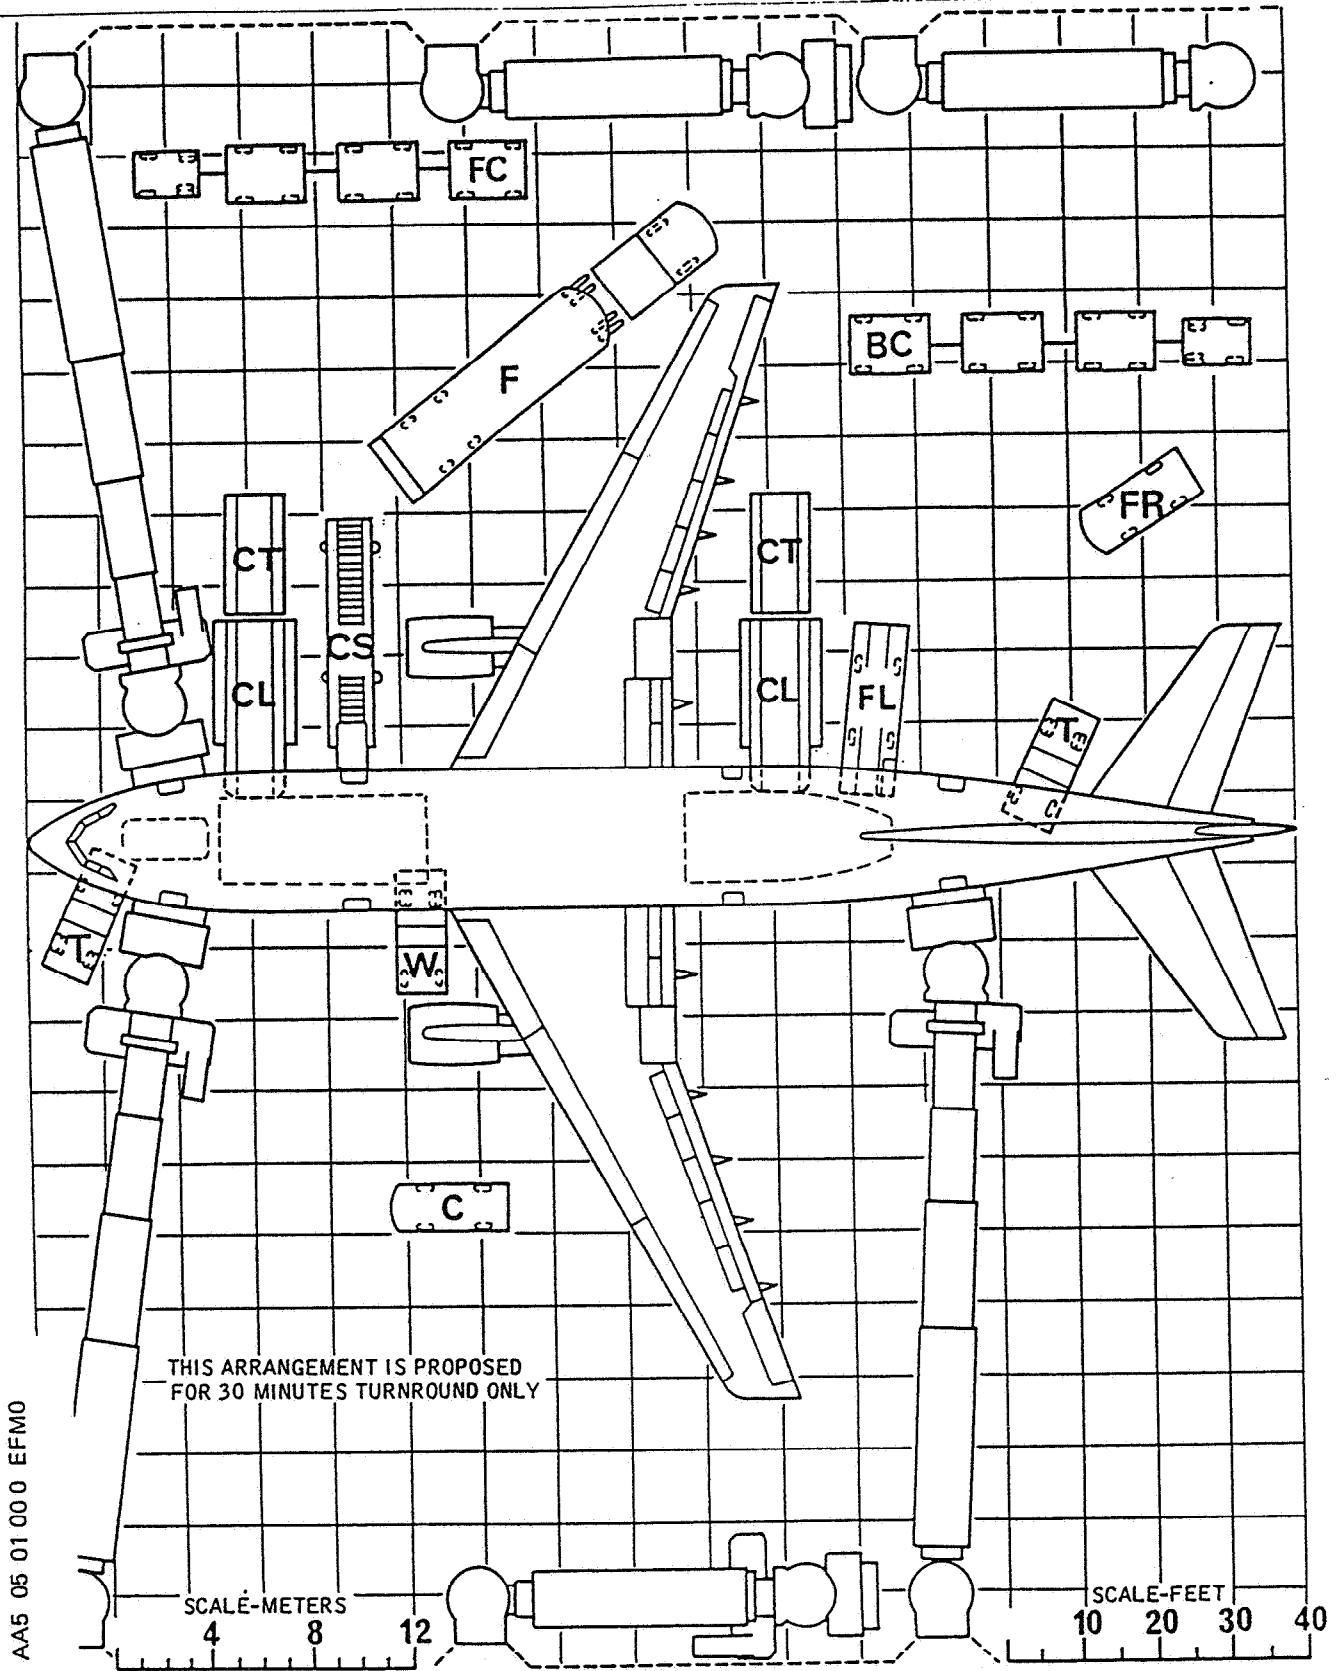 FC
F
BC
FR
CT
CS
CT
CL
CL
FL
T
T
W
C
THIS ARRANGEMENT IS PROPOSED
FOR 30 MINUTES TURNROUND ONLY
AA5 05 01 00 0 EFM0
SCALE-METERS
4 8 12
SCALE-FEET
10 20 30 40